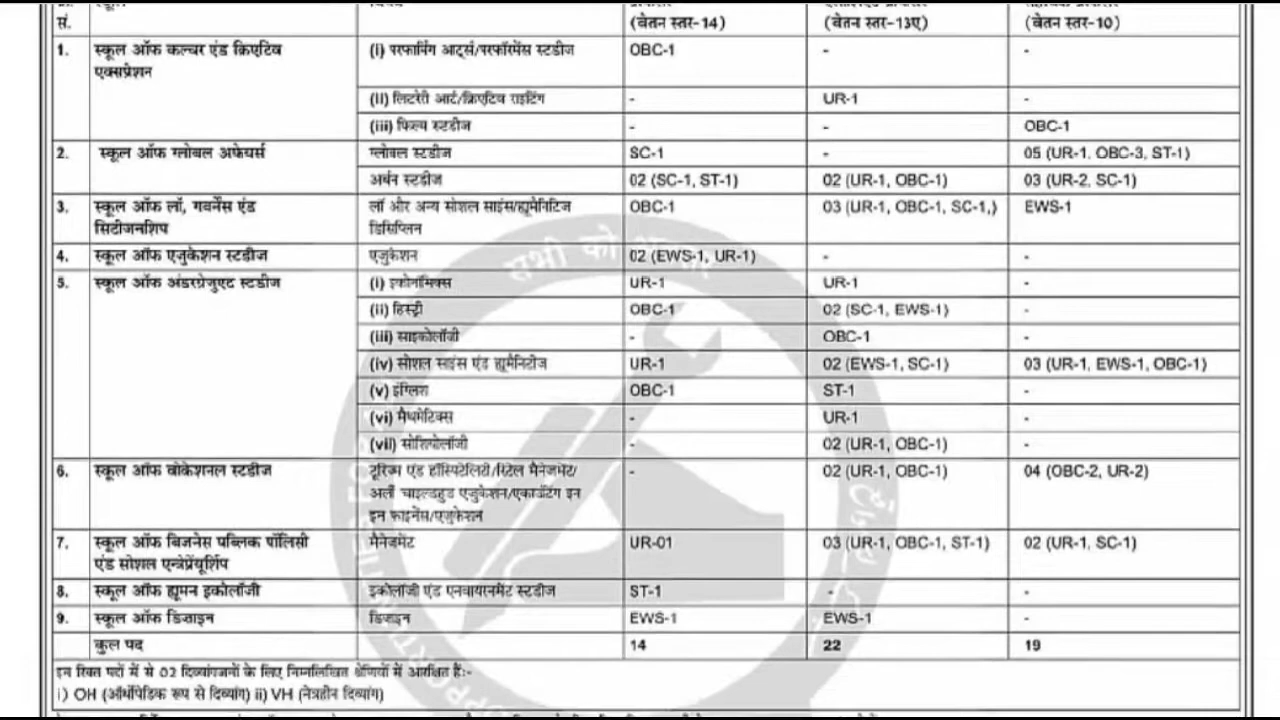 सं. (वेतन स्तर-14) (वेतन स्तर-13ए) (वेतन स्तर-10)
1. स्कूल ऑफ कल्चर एंड क्रिएटिव (i) परफार्मिंग आर्ट्स/परफॉरमेंस स्टडीज OBC-1 - -
एक्सप्रेशन
(ii) लिटरेरी आर्ट/क्रिएटिव राइटिंग - UR-1 -
(iii) फिल्म स्टडीज - - OBC-1
2. स्कूल ऑफ ग्लोबल अफेयर्स ग्लोबल स्टडीज SC-1 - 05 (UR-1, OBC-3, ST-1)
अर्बन स्टडीज 02 (SC-1, ST-1) 02 (UR-1, OBC-1) 03 (UR-2, SC-1)
3. स्कूल ऑफ लॉ, गवर्नेंस एंड लॉ और अन्य सोशल साइंस/ह्यूमैनिटिज OBC-1 03 (UR-1, OBC-1, SC-1,) EWS-1
सिटीजनशिप डिसिप्लिन
4. स्कूल ऑफ एजुकेशन स्टडीज एजुकेशन 02 (EWS-1, UR-1) - -
5. स्कूल ऑफ अंडरग्रेजुएट स्टडीज (i) इकोनॉमिक्स UR-1 UR-1 -
(ii) हिस्ट्री OBC-1 02 (SC-1, EWS-1) -
(iii) साइकोलॉजी - OBC-1 -
(iv) सोशल साइंस एंड ह्यूमैनिटीज UR-1 02 (EWS-1, SC-1) 03 (UR-1, EWS-1, OBC-1)
(v) इंग्लिश OBC-1 ST-1 -
(vi) मैथमेटिक्स - UR-1 -
(vii) सोशियोलॉजी - 02 (UR-1, OBC-1) -
6. स्कूल ऑफ वोकेशनल स्टडीज टूरिज्म एंड हॉस्पिटेलिटी/रिटेल मैनेजमेंट/ - 02 (UR-1, OBC-1) 04 (OBC-2, UR-2)
अर्ली चाइल्डहुड एजुकेशन/एकाउंटिंग इन
इन फाइनेंस/एजुकेशन
7. स्कूल ऑफ बिजनेस पब्लिक पॉलिसी मैनेजमेंट UR-01 03 (UR-1, OBC-1, ST-1) 02 (UR-1, SC-1)
एंड सोशल एन्त्रेप्रेंयूर्शिप
8. स्कूल ऑफ ह्यूमन इकोलॉजी इकोलॉजी एंड एनवायरनमेंट स्टडीज ST-1 - -
9. स्कूल ऑफ डिजाइन डिजाइन EWS-1 EWS-1 -
कुल पद 14 22 19
इन रिक्त पदों में से 02 दिव्यांगजनों के लिए निम्नलिखित श्रेणियों में आरक्षित हैं:-
i) OH (ऑर्थोपेडिक रूप से दिव्यांग) ii) VH (नेत्रहीन दिव्यांग)